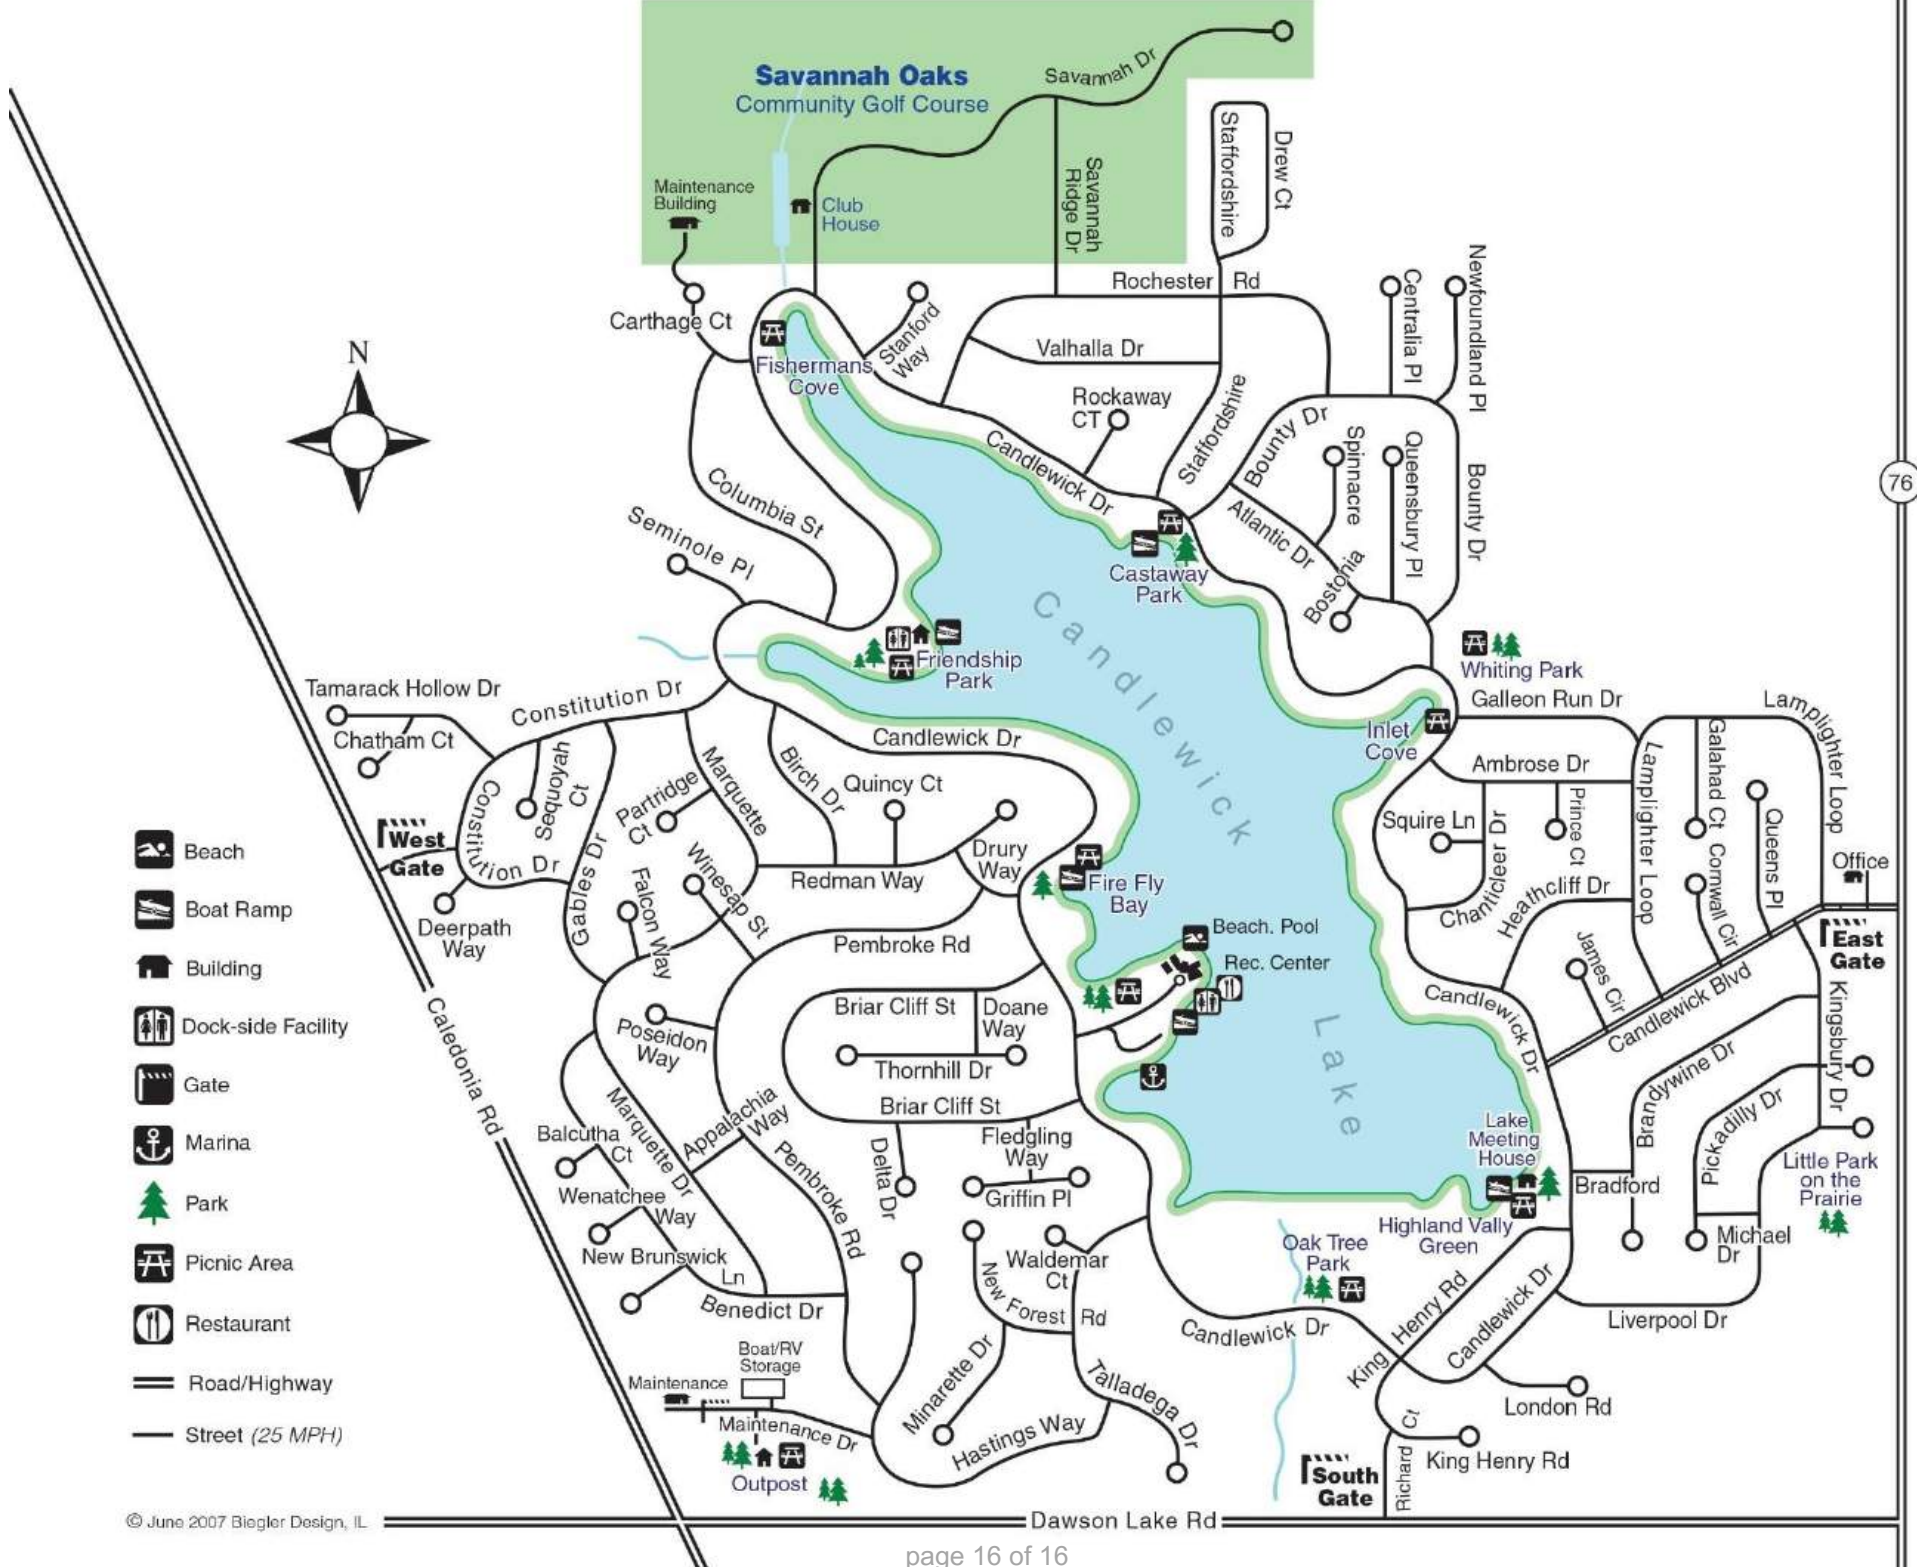 Savannah Oaks
Community Golf Course
Savannah Dr
Maintenance
Building
Club
House
Savannah
Ridge Dr
Staffordshire
Drew Ct
Rochester Rd
Carthage Ct
Stanford
Way
Valhalla Dr
Centralia Pl
Newfoundland Pl
N
Fishermans
Cove
Rockaway
CT
Staffordshire
Bounty Dr
Spinnacre
Queensbury Pl
Bounty Dr
76
Candlewick Dr
Columbia St
Seminole Pl
Atlantic Dr
Bostonia
Castaway
Park
Candlewick
Lake
Friendship
Park
Whiting Park
Galleon Run Dr
Lamplighter Loop
Tamarack Hollow Dr
Constitution Dr
Chatham Ct
Candlewick Dr
Inlet
Cove
Ambrose Dr
Lamplighter Loop
Galahad Ct
Queens Pl
Sequoyah
Ct
Marquette
Birch Dr
Quincy Ct
Partridge
Ct
Constitution Dr
Squire Ln
Chanticleer Dr
Prince Ct
West
Gate
Constitution Dr
Gables Dr
Winesap St
Falcon Way
Redman Way
Drury
Way
Fire Fly
Bay
Heathcliff Dr
Cornwall Cir
Office
Deerpath
Way
Pembroke Rd
Beach. Pool
Rec. Center
James Cir
East
Gate
Beach
Boat Ramp
Building
Dock-side Facility
Gate
Marina
Park
Picnic Area
Restaurant
Road/Highway
Street (25 MPH)
Caledonia Rd
Poseidon
Way
Briar Cliff St
Doane
Way
Thornhill Dr
Briar Cliff St
Candlewick Dr
Candlewick Blvd
Kingsbury Dr
Brandywine Dr
Pickadilly Dr
Marquette Dr
Appalachia
Way
Balcutha
Ct
Pembroke Rd
Delta Dr
Fledgling
Way
Griffin Pl
Lake
Meeting
House
Bradford
Little Park
on the
Prairie
Wenatchee
Way
New Brunswick
Ln
Benedict Dr
Waldemar
Ct
New Forest Rd
Oak Tree
Park
Highland Vally
Green
Michael
Dr
King Henry Rd
Candlewick Dr
Candlewick Dr
Liverpool Dr
Boat/RV
Storage
Maintenance
Maintenance Dr
Minarette Dr
Talladega Dr
Hastings Way
London Rd
Outpost
South
Gate
Richard Ct
King Henry Rd
© June 2007 Biegler Design, IL
Dawson Lake Rd
page 16 of 16